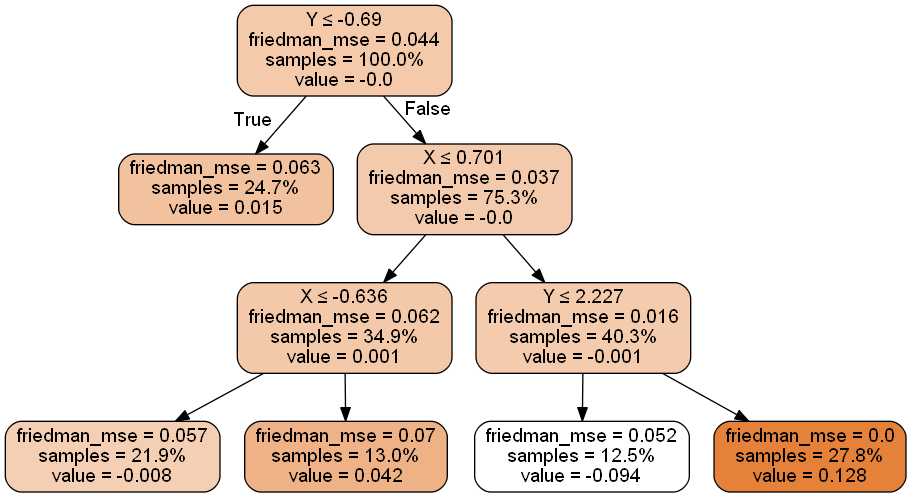 Y ≤ -0.69
friedman_mse = 0.044
samples = 100.0%
value = -0.0
True
False
friedman_mse = 0.063
samples = 24.7%
value = 0.015
X ≤ 0.701
friedman_mse = 0.037
samples = 75.3%
value = -0.0
X ≤ -0.636
friedman_mse = 0.062
samples = 34.9%
value = 0.001
Y ≤ 2.227
friedman_mse = 0.016
samples = 40.3%
value = -0.001
friedman_mse = 0.057
samples = 21.9%
value = -0.008
friedman_mse = 0.07
samples = 13.0%
value = 0.042
friedman_mse = 0.052
samples = 12.5%
value = -0.094
friedman_mse = 0.0
samples = 27.8%
value = 0.128